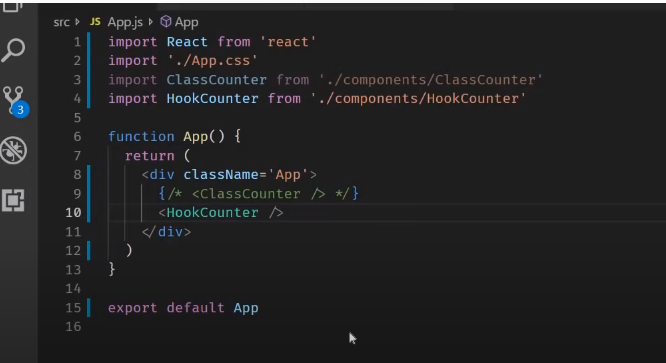 src › JS App.js › App
1 import React from 'react'
2 import './App.css'
3 import ClassCounter from './components/ClassCounter'
4 import HookCounter from './components/HookCounter'
5
6 function App() {
7   return (
8     <div className='App'>
9       {/* <ClassCounter /> */}
10       <HookCounter />
11     </div>
12   )
13 }
14
15 export default App
16
3